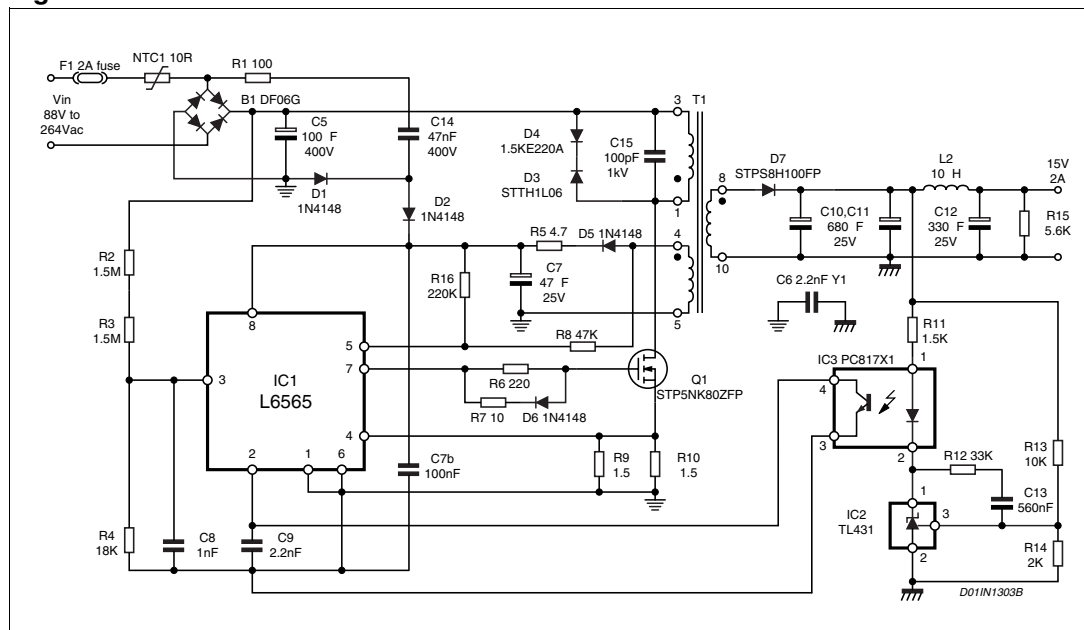 F1 2A fuse
NTC1 10R
R1 100
Vin
88V to
264Vac
B1 DF06G
C5
100 F
400V
C14
47nF
400V
D1
1N4148
D2
1N4148
D4
1.5KE220A
D3
STTH1L06
C15
100pF
1kV
3
T1
1
4
5
8
10
D7
STPS8H100FP
L2
10 H
15V
2A
C10,C11
680 F
25V
C12
330 F
25V
R15
5.6K
R5 4.7
D5 1N4148
R16
220K
C7
47 F
25V
C6 2.2nF Y1
R2
1.5M
R3
1.5M
R8 47K
8
5
7
3
IC1
L6565
4
2
1
6
R6 220
R7 10
D6 1N4148
Q1
STP5NK80ZFP
R11
1.5K
IC3 PC817X1
1
4
3
2
C7b
100nF
R9
1.5
R10
1.5
R12 33K
R13
10K
C13
560nF
IC2
TL431
1
3
2
R4
18K
C8
1nF
C9
2.2nF
R14
2K
D01IN1303B